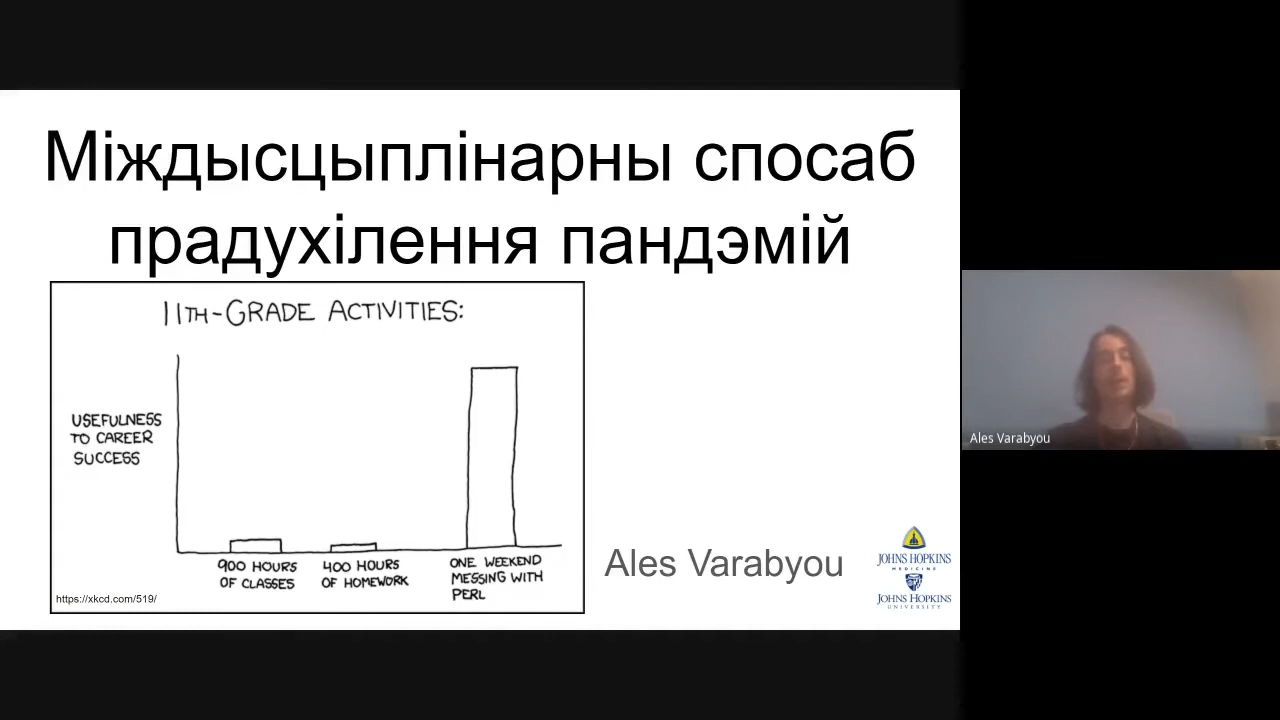 Міждысцыплінарны спосаб
прадухілення пандэмій
11TH-GRADE ACTIVITIES:
USEFULNESS
TO CAREER
SUCCESS
900 HOURS
OF CLASSES
400 HOURS
OF HOMEWORK
ONE WEEKEND
MESSING WITH
PERL
https://xkcd.com/519/
Ales Varabyou
JOHNS HOPKINS
MEDICINE
JOHNS HOPKINS
UNIVERSITY
Ales Varabyou